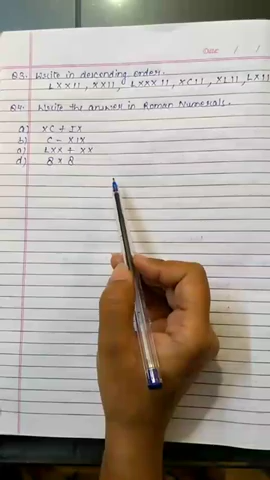 DATE / /
Q3. Write in descending order.
LXXII, XXII, LXXXII, XCII, XLII, LXII
Q4. Write the answer in Roman Numerals.
a) XC + IX
b) C - XIX
c) LXX + XX
d) 8 × 8